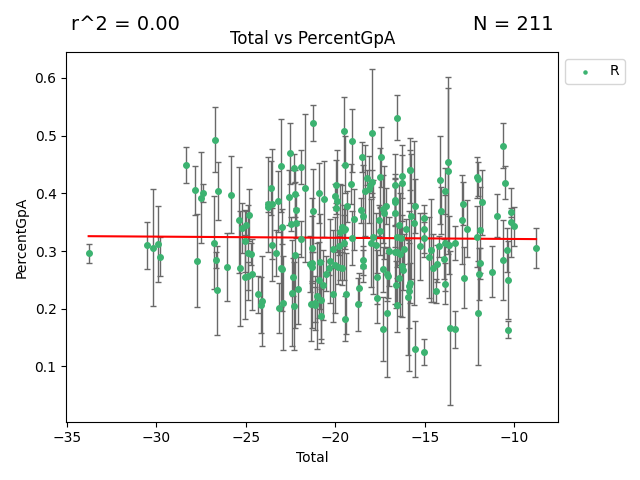 r^2 = 0.00
N = 211
Total vs PercentGpA
R
0.6
0.5
0.4
0.3
0.2
0.1
PercentGpA
−35
−30
−25
−20
−15
−10
Total